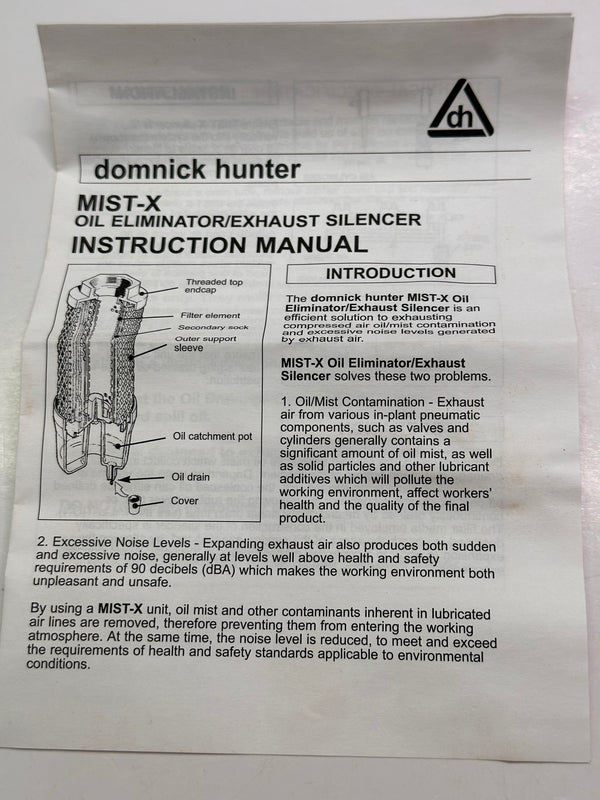 dh
domnick hunter
MIST-X
OIL ELIMINATOR/EXHAUST SILENCER
INSTRUCTION MANUAL
Threaded top
endcap
Filter element
Secondary sock
Outer support
sleeve
Oil catchment pot
Oil drain
Cover
INTRODUCTION
The domnick hunter MIST-X Oil
Eliminator/Exhaust Silencer is an
efficient solution to exhausting
compressed air oil/mist contamination
and excessive noise levels generated
by exhaust air.
MIST-X Oil Eliminator/Exhaust
Silencer solves these two problems.
1. Oil/Mist Contamination - Exhaust
air from various in-plant pneumatic
components, such as valves and
cylinders generally contains a
significant amount of oil mist, as well
as solid particles and other lubricant
additives which will pollute the
working environment, affect workers'
health and the quality of the final
product.
2. Excessive Noise Levels - Expanding exhaust air also produces both sudden
and excessive noise, generally at levels well above health and safety
requirements of 90 decibels (dBA) which makes the working environment both
unpleasant and unsafe.
By using a MIST-X unit, oil mist and other contaminants inherent in lubricated
air lines are removed, therefore preventing them from entering the working
atmosphere. At the same time, the noise level is reduced, to meet and exceed
the requirements of health and safety standards applicable to environmental
conditions.